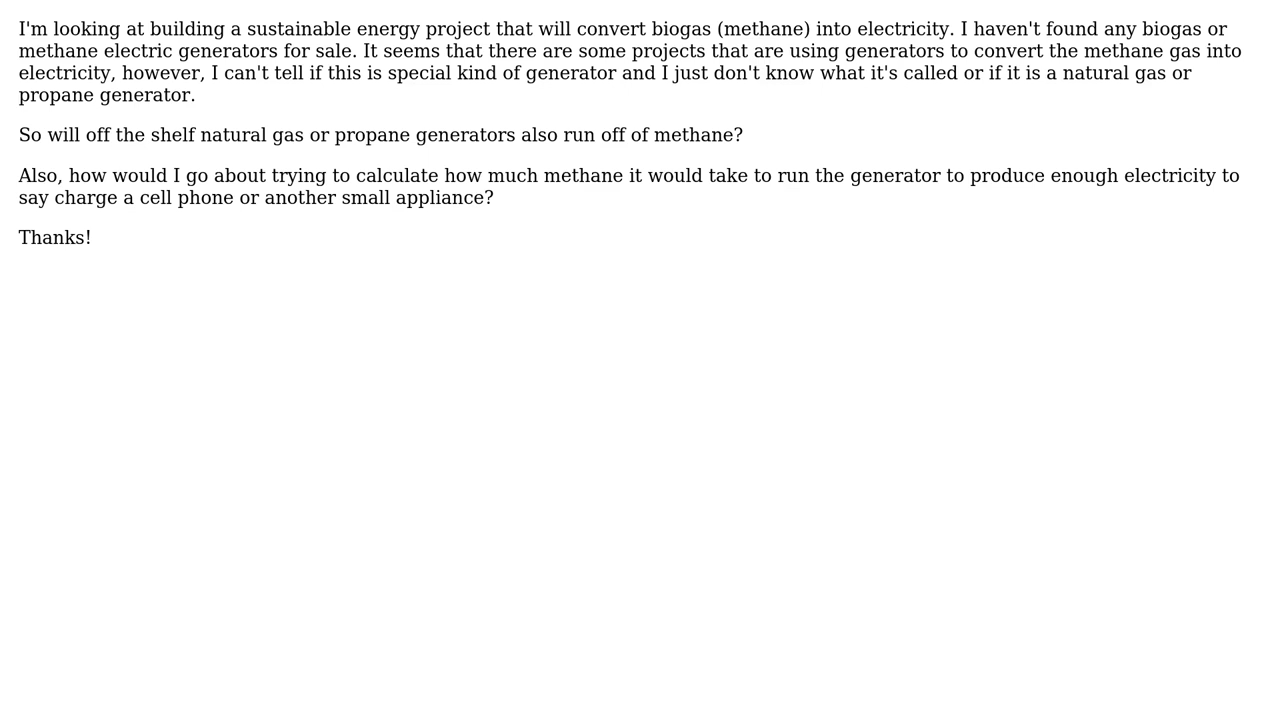 I'm looking at building a sustainable energy project that will convert biogas (methane) into electricity. I haven't found any biogas or
methane electric generators for sale. It seems that there are some projects that are using generators to convert the methane gas into
electricity, however, I can't tell if this is special kind of generator and I just don't know what it's called or if it is a natural gas or
propane generator.
So will off the shelf natural gas or propane generators also run off of methane?
Also, how would I go about trying to calculate how much methane it would take to run the generator to produce enough electricity to
say charge a cell phone or another small appliance?
Thanks!